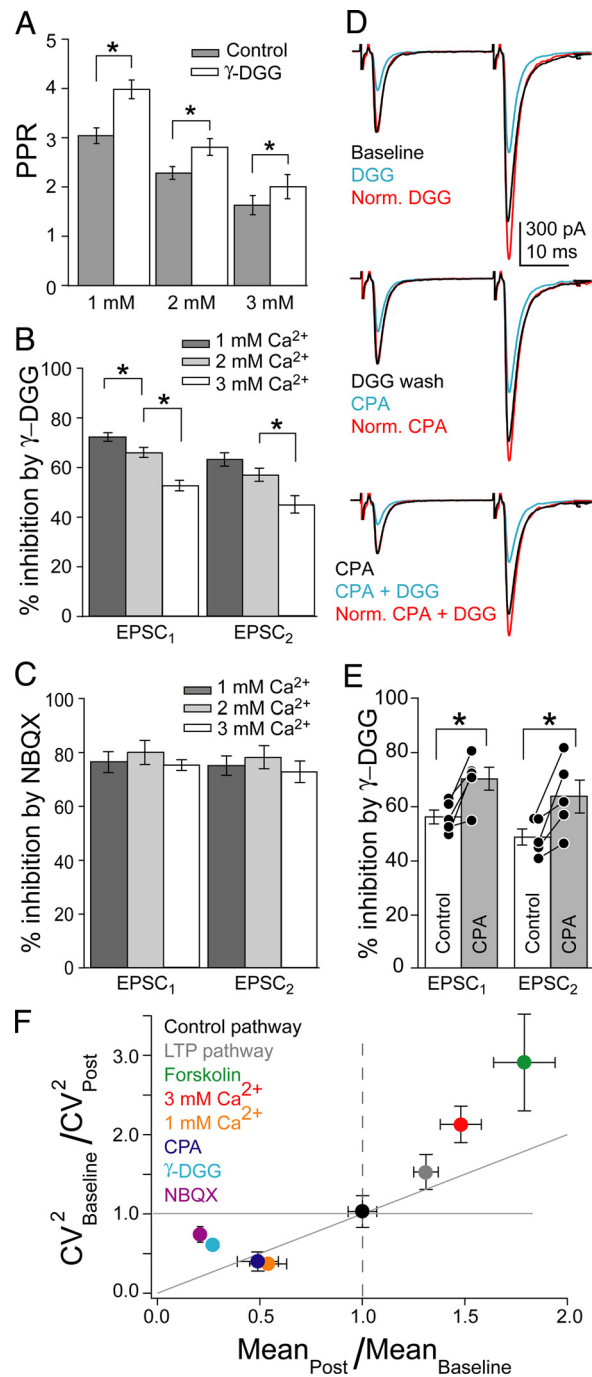 A
PPR
5
4
3
2
1
0
*
*
*
Control
γ-DGG
1 mM
2 mM
3 mM
B
% inhibition by γ–DGG
100
80
60
40
20
0
1 mM Ca2+
2 mM Ca2+
3 mM Ca2+
*
*
*
EPSC1
EPSC2
C
% inhibition by NBQX
100
80
60
40
20
0
1 mM Ca2+
2 mM Ca2+
3 mM Ca2+
EPSC1
EPSC2
D
Baseline
DGG
Norm. DGG
300 pA
10 ms
DGG wash
CPA
Norm. CPA
CPA
CPA + DGG
Norm. CPA + DGG
E
% inhibition by γ–DGG
100
80
60
40
20
0
*
*
Control
CPA
Control
CPA
EPSC1
EPSC2
F
CV2Baseline/CV2Post
3.0
2.0
1.0
0.0
Control pathway
LTP pathway
Forskolin
3 mM Ca2+
1 mM Ca2+
CPA
γ-DGG
NBQX
0.0
0.5
1.0
1.5
2.0
MeanPost/MeanBaseline